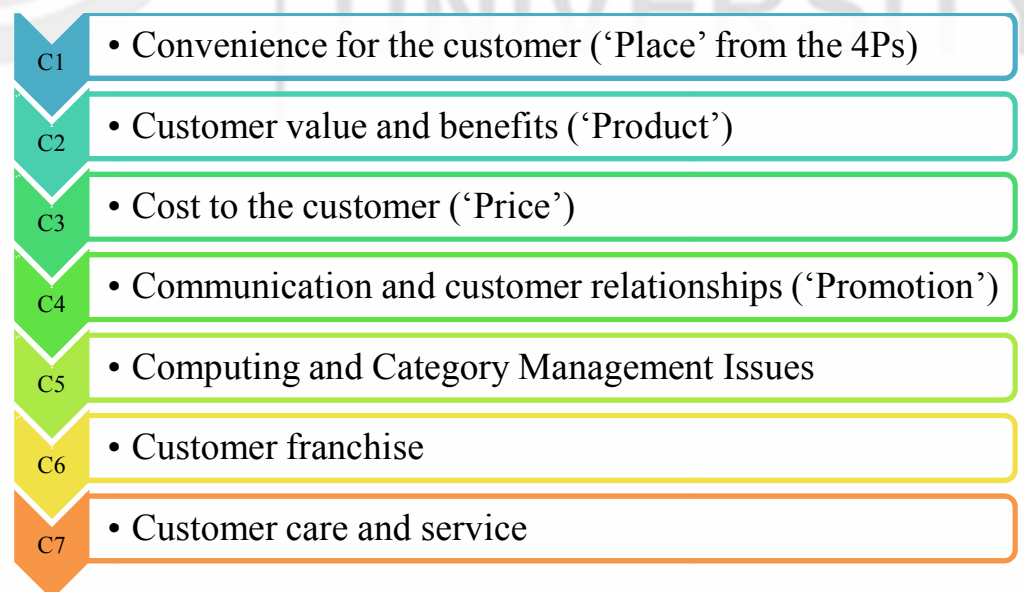 UNIVERSITY
C1
• Convenience for the customer (‘Place’ from the 4Ps)
C2
• Customer value and benefits (‘Product’)
C3
• Cost to the customer (‘Price’)
C4
• Communication and customer relationships (‘Promotion’)
C5
• Computing and Category Management Issues
C6
• Customer franchise
C7
• Customer care and service